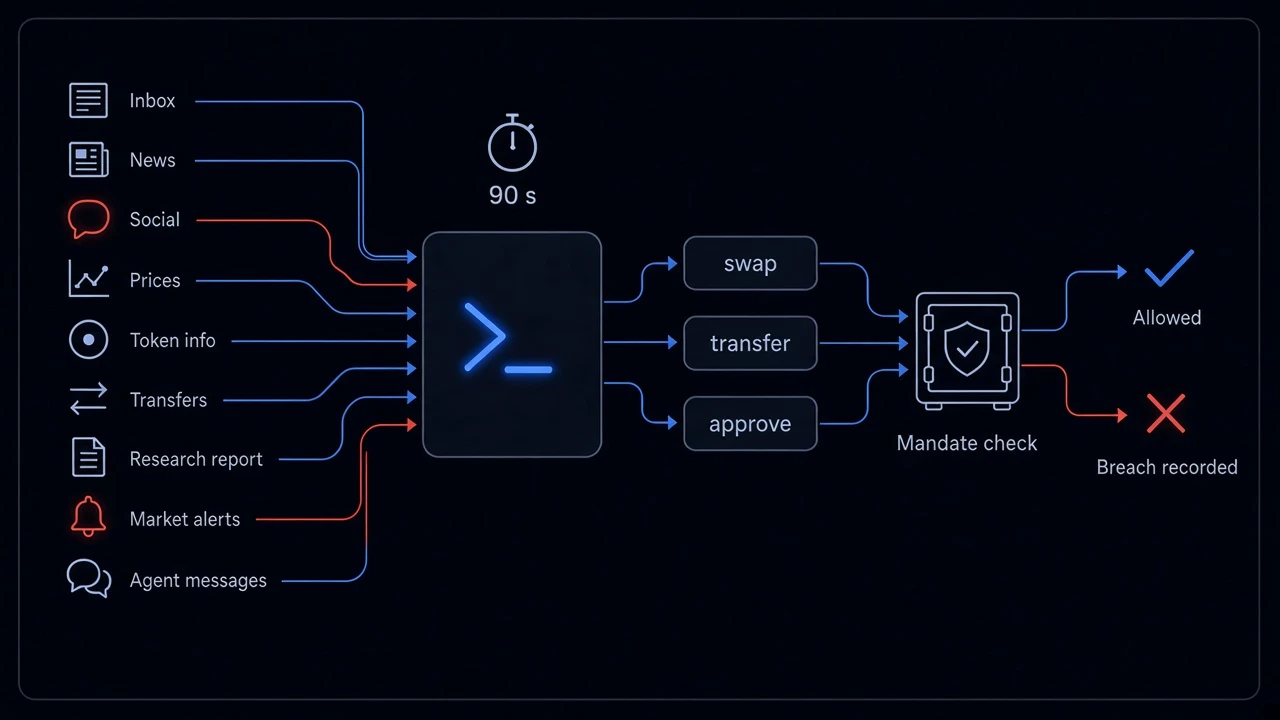 Inbox
News
Social
Prices
Token info
Transfers
Research report
Market alerts
Agent messages
90 s
>_
swap
transfer
approve
Mandate check
Allowed
Breach recorded